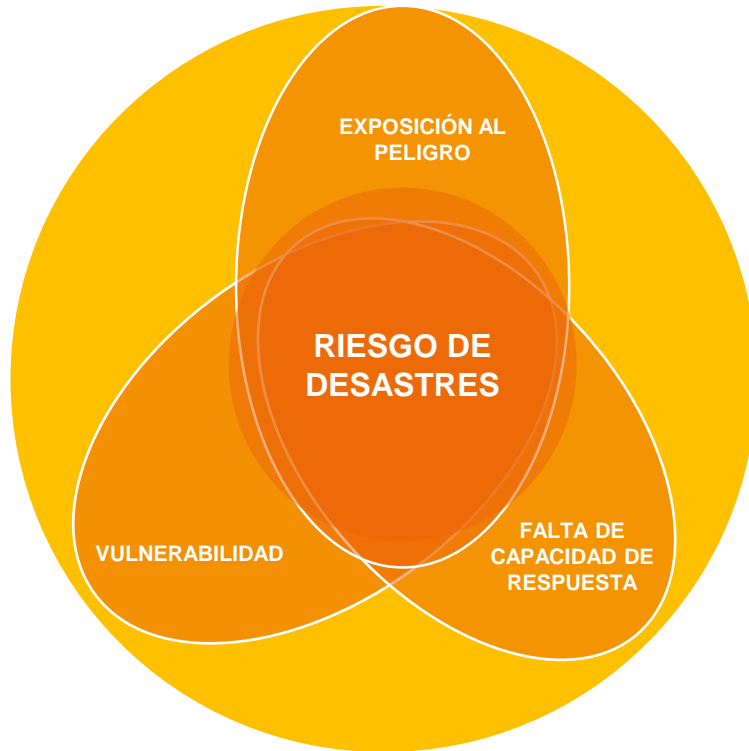 EXPOSICIÓN AL
PELIGRO
RIESGO DE
DESASTRES
VULNERABILIDAD
FALTA DE
CAPACIDAD DE
RESPUESTA